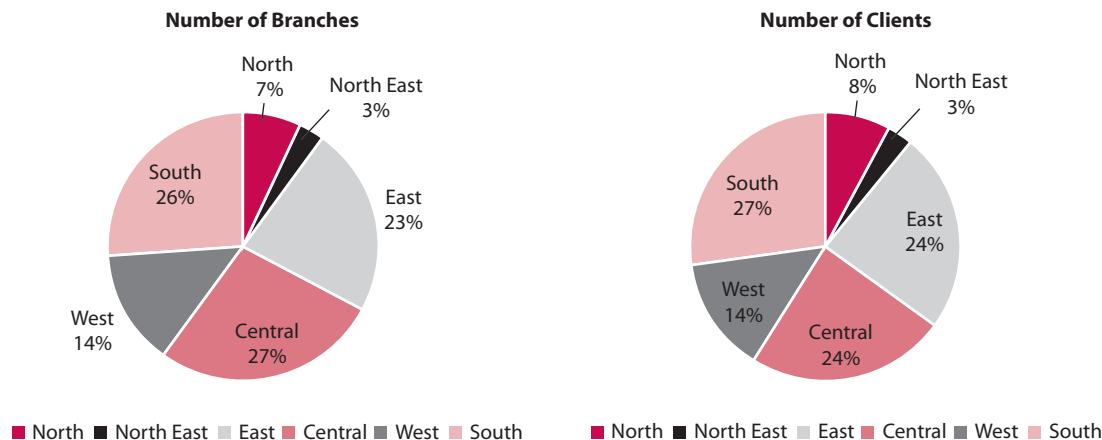 Number of Branches
North
7%
North East
3%
East
23%
Central
27%
West
14%
South
26%
North North East East Central West South
Number of Clients
North
8%
North East
3%
East
24%
Central
24%
West
14%
South
27%
North North East East Central West South